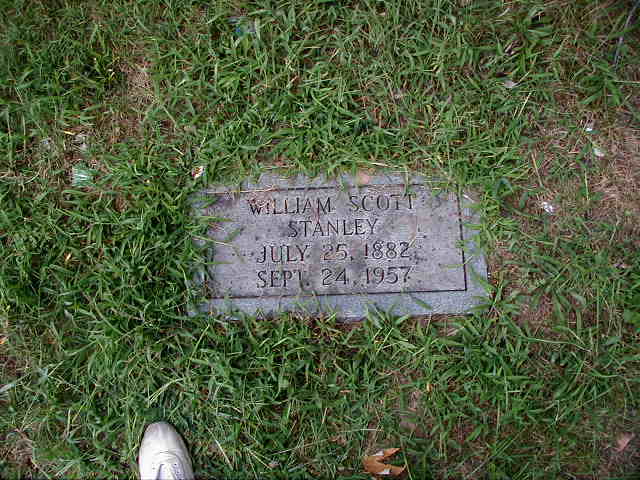 WILLIAM SCOTT
STANLEY
JULY 25, 1882
SEPT. 24, 1957